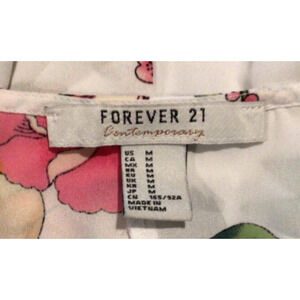 FOREVER 21
Contemporary
US M
CA M
MX M
BR M
EU M
UK M
KR M
JP M
CN 165/92A
MADE IN
VIETNAM